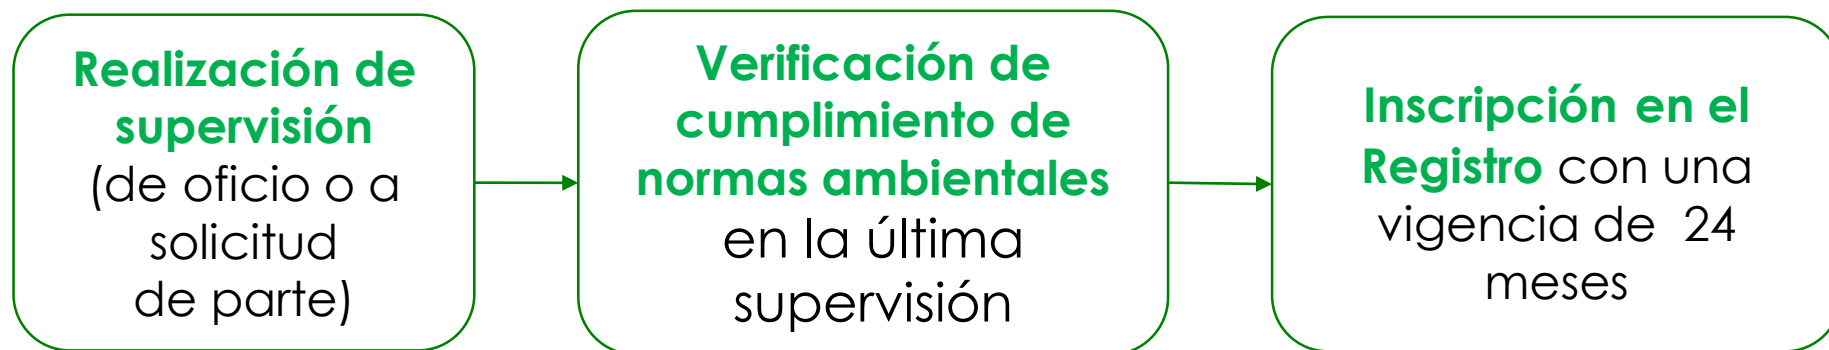 Realización de
supervisión
(de oficio o a
solicitud
de parte)
Verificación de
cumplimiento de
normas ambientales
en la última
supervisión
Inscripción en el
Registro con una
vigencia de 24
meses